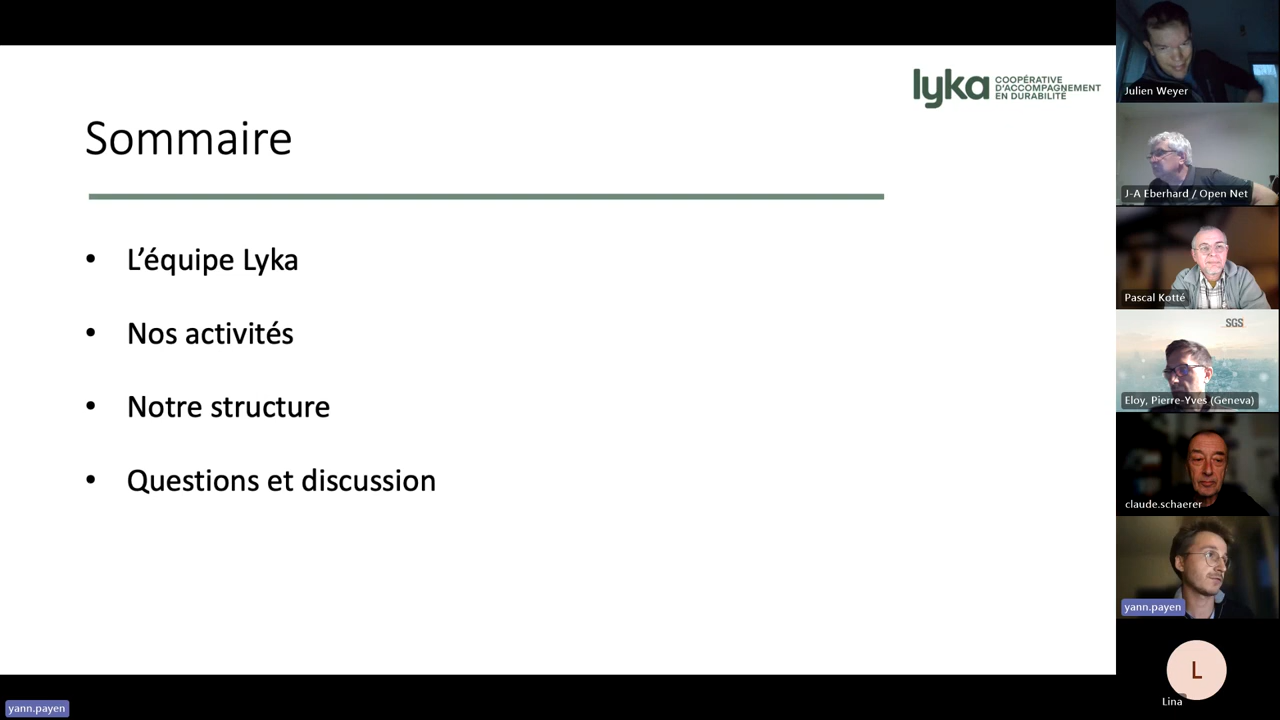 lyka
COOPÉRATIVE
D'ACCOMPAGNEMENT
EN DURABILITÉ
Sommaire
• L'équipe Lyka
• Nos activités
• Notre structure
• Questions et discussion
Julien Weyer
J-A Eberhard / Open Net
Pascal Kotté
SGS
Eloy, Pierre-Yves (Geneva)
claude.schaerer
yann.payen
L
Lina
yann.payen